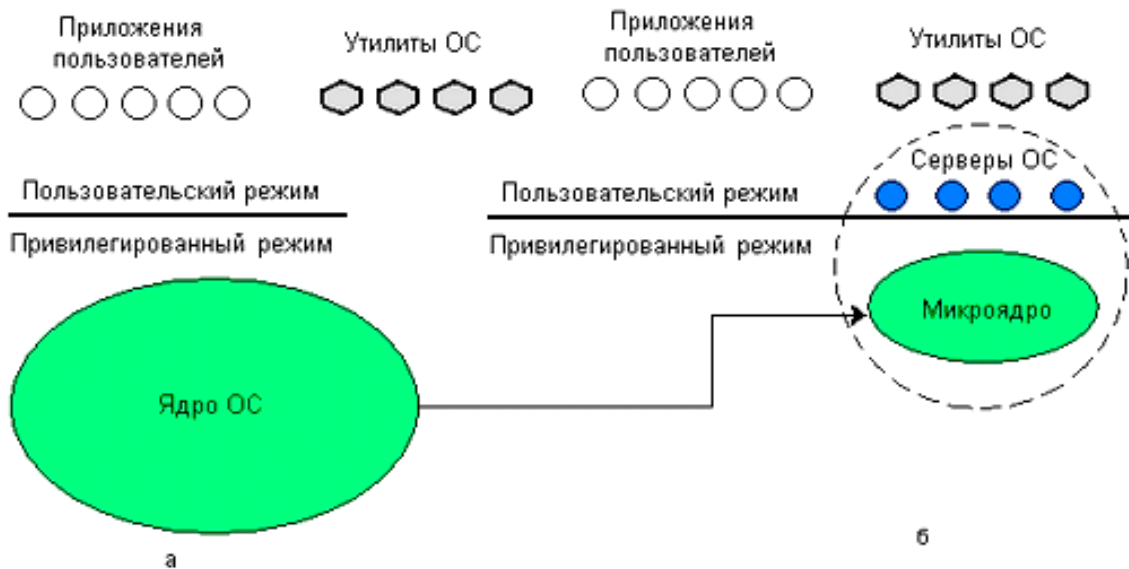 Приложения
пользователей
Утилиты ОС
Приложения
пользователей
Утилиты ОС
Серверы ОС
Пользовательский режим
Привилегированный режим
Пользовательский режим
Привилегированный режим
Микроядро
Ядро ОС
а
б